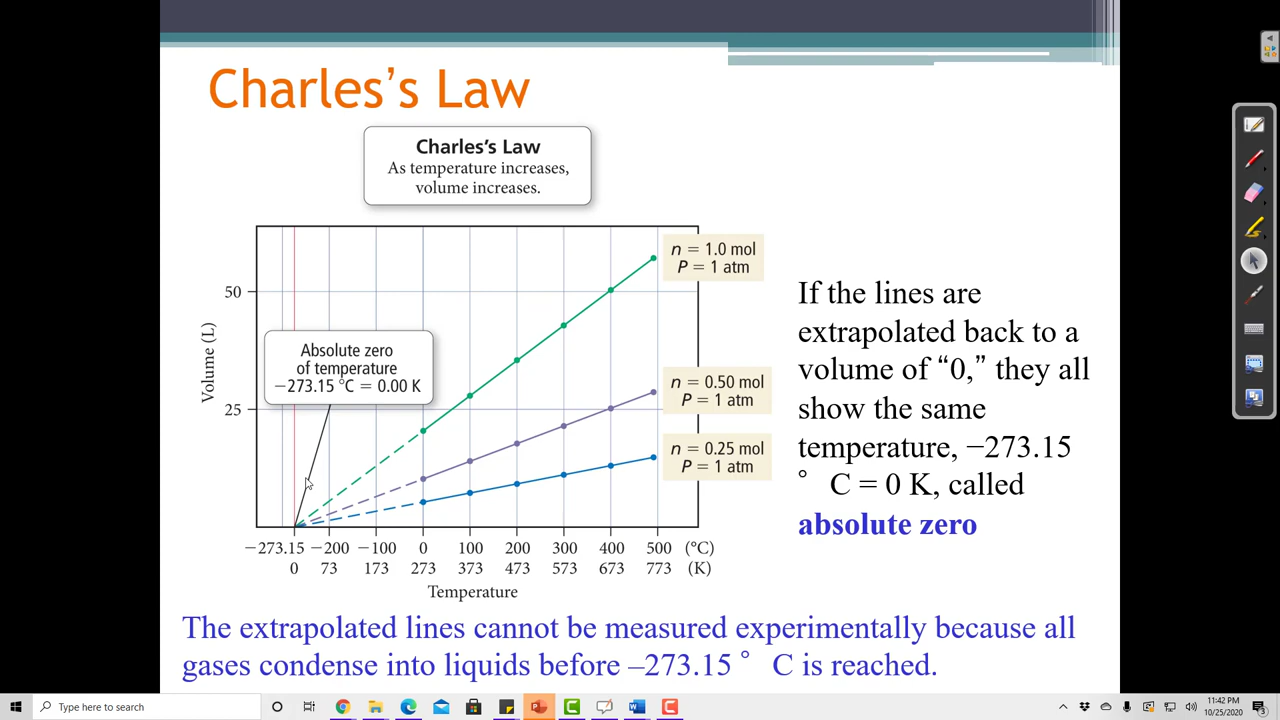 Charles’s Law
Charles’s Law
As temperature increases,
volume increases.
n = 1.0 mol
P = 1 atm
50
Absolute zero
of temperature
−273.15 °C = 0.00 K
n = 0.50 mol
P = 1 atm
25
n = 0.25 mol
P = 1 atm
Volume (L)
−273.15 −200 −100 0 100 200 300 400 500 (°C)
0 73 173 273 373 473 573 673 773 (K)
Temperature
If the lines are
extrapolated back to a
volume of “0,” they all
show the same
temperature, −273.15
° C = 0 K, called
absolute zero
The extrapolated lines cannot be measured experimentally because all
gases condense into liquids before –273.15 ° C is reached.
Type here to search
11:42 PM
10/25/2020